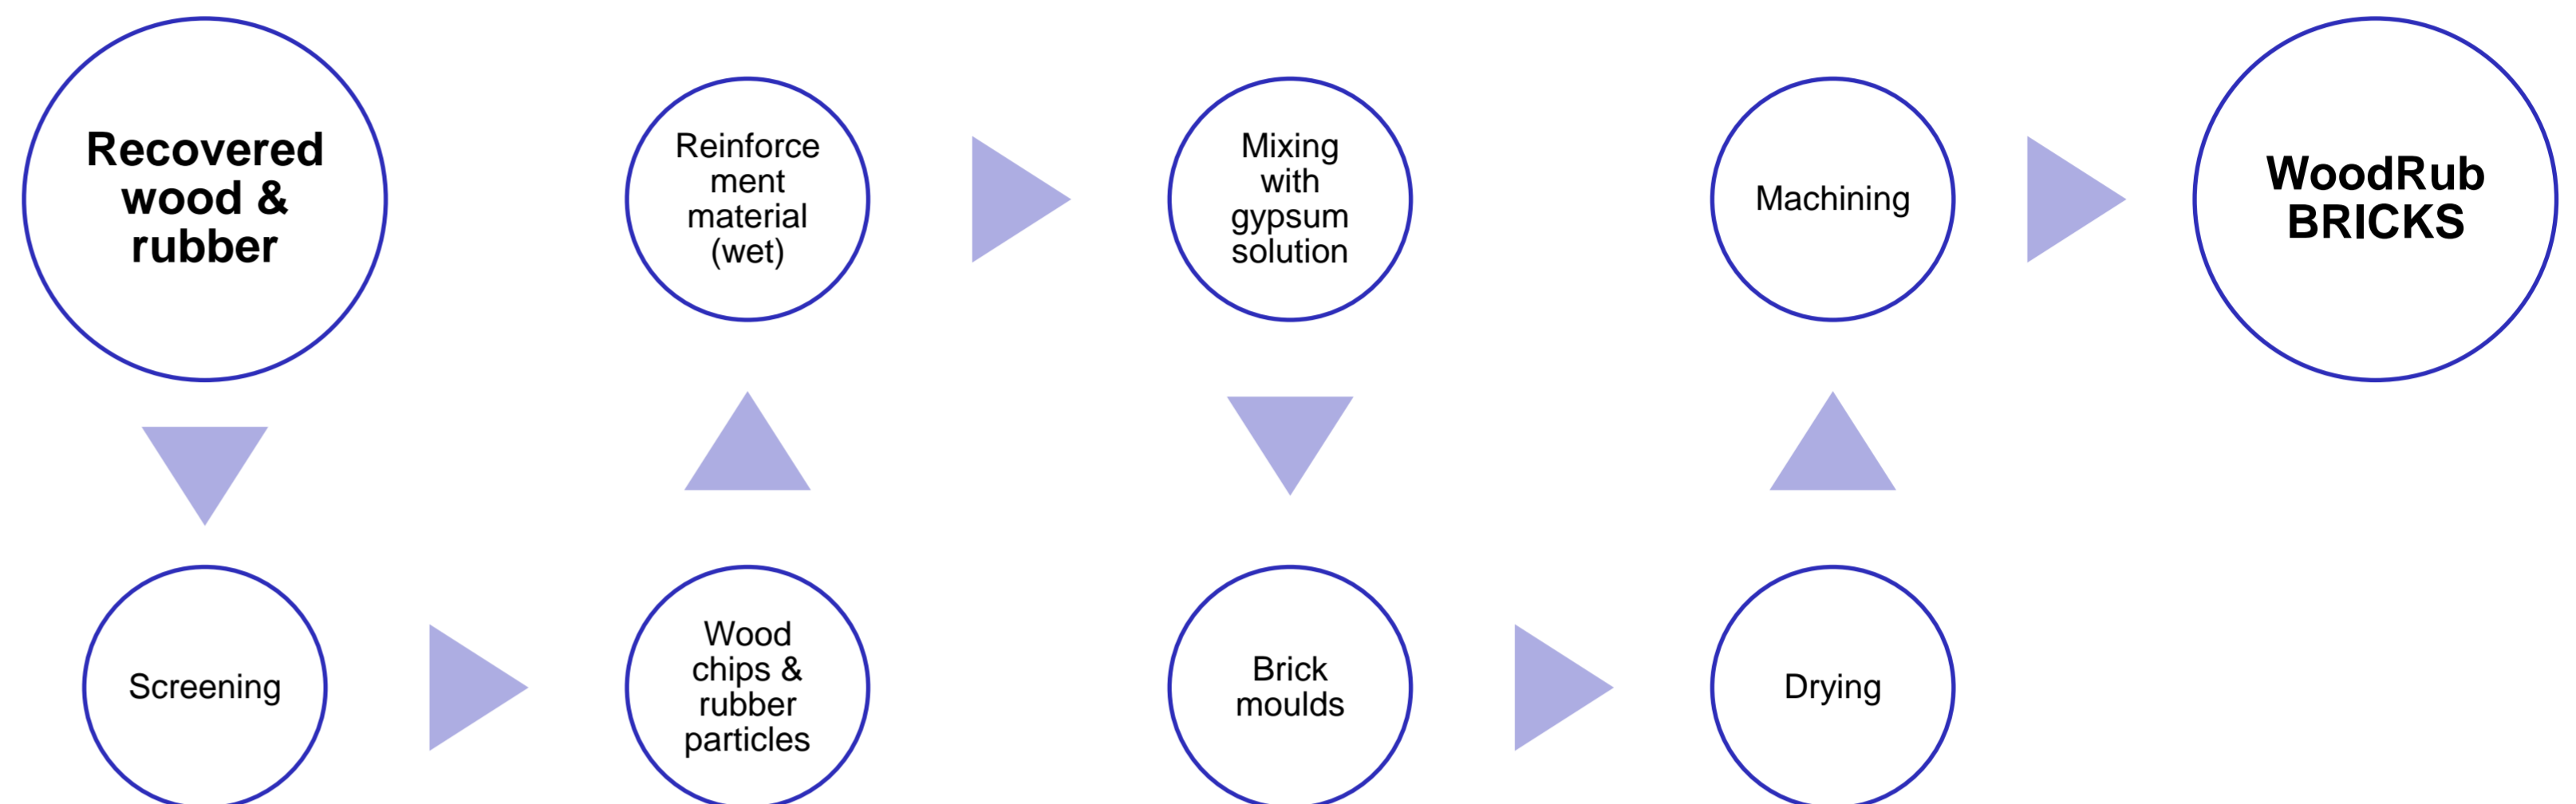 Recovered
wood &
rubber
Screening
Wood
chips &
rubber
particles
Reinforce
ment
material
(wet)
Mixing
with
gypsum
solution
Brick
moulds
Drying
Machining
WoodRub
BRICKS